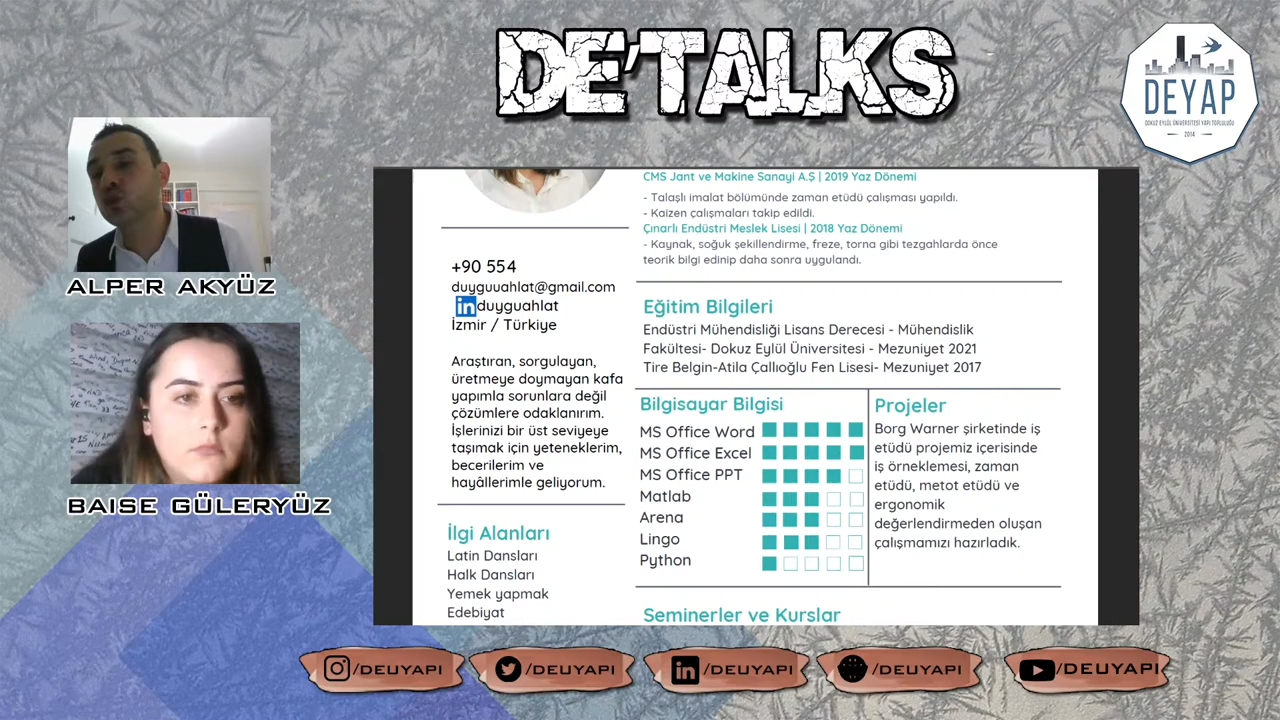 DE'TALKS
DEYAP
DOKUZ EYLÜL ÜNİVERSİTESİ YAPI TOPLULUĞU
2014
ALPER AKYÜZ
BAISE GÜLERYÜZ
+90 554
duyguuahlat@gmail.com
in duyguahlat
İzmir / Türkiye
Araştıran, sorgulayan,
üretmeye doymayan kafa
yapımla sorunlara değil
çözümlere odaklanırım.
İşlerinizi bir üst seviyeye
taşımak için yeteneklerim,
becerilerim ve
hayâllerimle geliyorum.
İlgi Alanları
Latin Dansları
Halk Dansları
Yemek yapmak
Edebiyat
CMS Jant ve Makine Sanayi A.Ş | 2019 Yaz Dönemi
- Talaşlı imalat bölümünde zaman etüdü çalışması yapıldı.
- Kaizen çalışmaları takip edildi.
Çınarlı Endüstri Meslek Lisesi | 2018 Yaz Dönemi
- Kaynak, soğuk şekillendirme, freze, torna gibi tezgahlarda önce
teorik bilgi edinip daha sonra uygulandı.
Eğitim Bilgileri
Endüstri Mühendisliği Lisans Derecesi - Mühendislik
Fakültesi- Dokuz Eylül Üniversitesi - Mezuniyet 2021
Tire Belgin-Atila Çallıoğlu Fen Lisesi- Mezuniyet 2017
Bilgisayar Bilgisi
MS Office Word
MS Office Excel
MS Office PPT
Matlab
Arena
Lingo
Python
Projeler
Borg Warner şirketinde iş
etüdü projemiz içerisinde
iş örneklemesi, zaman
etüdü, metot etüdü ve
ergonomik
değerlendirmeden oluşan
çalışmamızı hazırladık.
Seminerler ve Kurslar
/DEUYAPI
/DEUYAPI
in /DEUYAPI
/DEUYAPI
/DEUYAPI